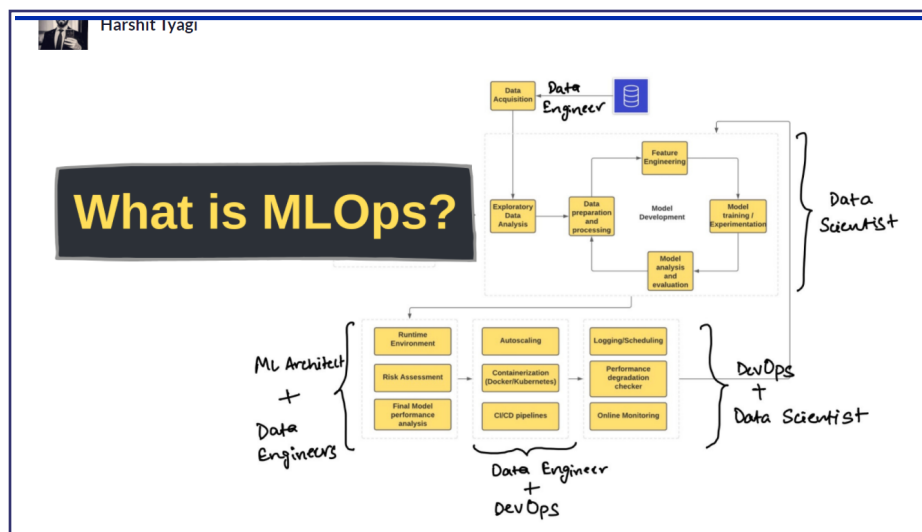 Harshit Tyagi
Data
Acquisition
Data
Engineer
What is MLOps?
Feature
Engineering
Exploratory
Data
Analysis
Data
preparation
and
processing
Model
Development
Model
training /
Experimentation
Model
analysis
and
evaluation
Data
Scientist
ML Architect
+
Data
Engineers
Runtime
Environment
Risk Assessment
Final Model
performance
analysis
Autoscaling
Containerization
(Docker/Kubernetes)
CI/CD pipelines
Logging/Scheduling
Performance
degradation
checker
Online Monitoring
DevOps
+
Data Scientist
Data Engineer
+
DevOps